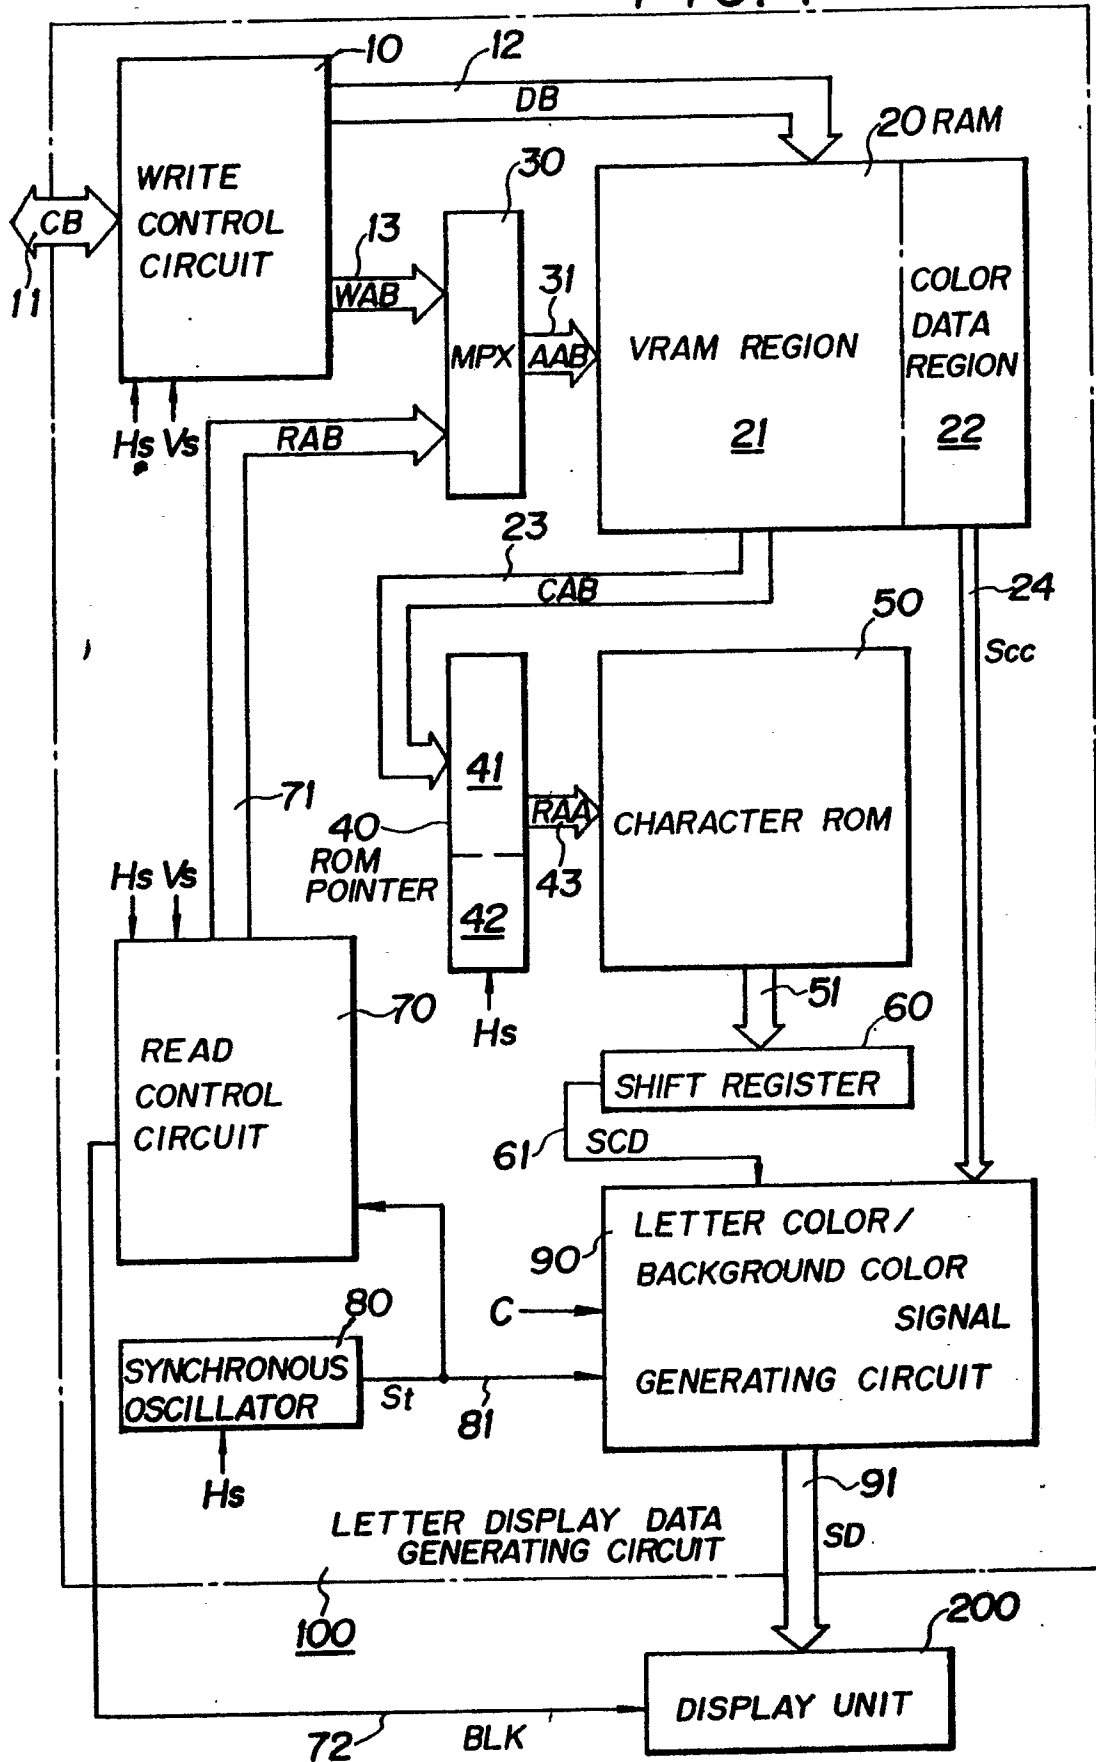 10
12
DB
20 RAM
WRITE
CONTROL
CIRCUIT
CB
11
13
WAB
30
MPX
31
AAB
VRAM REGION
21
COLOR
DATA
REGION
22
Hs Vs
RAB
23
CAB
24
Scc
50
41
40
ROM
POINTER
42
RAA
43
CHARACTER ROM
71
Hs Vs
Hs
51
60
70
READ
CONTROL
CIRCUIT
SHIFT REGISTER
61
SCD
90
LETTER COLOR/
BACKGROUND COLOR
SIGNAL
GENERATING CIRCUIT
C
80
SYNCHRONOUS
OSCILLATOR
St
81
Hs
91
SD
LETTER DISPLAY DATA
GENERATING CIRCUIT
100
200
DISPLAY UNIT
72
BLK